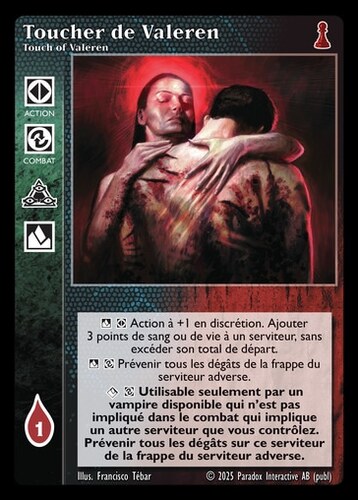 Toucher de Valeren
Touch of Valeren
ACTION
COMBAT
Action à +1 en discrétion. Ajouter
3 points de sang ou de vie à un serviteur, sans
excéder son total de départ.
Prévenir tous les dégâts de la frappe du
serviteur adverse.
Utilisable seulement par un
vampire disponible qui n'est pas
impliqué dans le combat qui implique
un autre serviteur que vous contrôlez.
Prévenir tous les dégâts sur ce serviteur
de la frappe du serviteur adverse.
1
Illus. Francisco Tébar
© 2025 Paradox Interactive AB (publ)